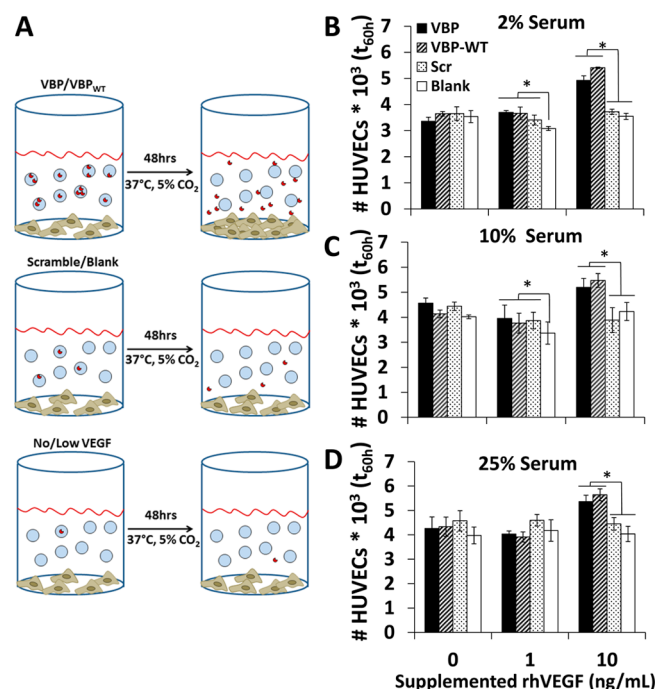 A
VBP/VBPWT
48hrs
37°C, 5% CO2
Scramble/Blank
48hrs
37°C, 5% CO2
No/Low VEGF
48hrs
37°C, 5% CO2
B
2% Serum
VBP
VBP-WT
Scr
Blank
*
*
# HUVECs * 10³ (t60h)
7
6
5
4
3
2
1
0
C
10% Serum
*
*
# HUVECs * 10³ (t60h)
7
6
5
4
3
2
1
0
D
25% Serum
*
# HUVECs * 10³ (t60h)
7
6
5
4
3
2
1
0
0 1 10
Supplemented rhVEGF (ng/mL)